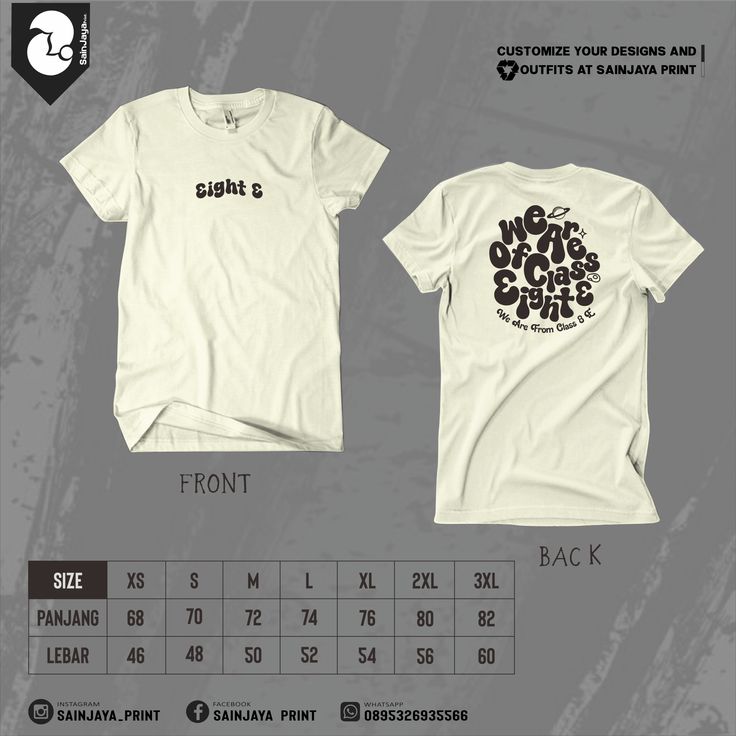 SainJaya Print
CUSTOMIZE YOUR DESIGNS AND
OUTFITS AT SAINJAYA PRINT
Eight E
We Are
Of Class
Eight E
We Are From Class 8 E
FRONT
BACK
SIZE XS S M L XL 2XL 3XL
PANJANG 68 70 72 74 76 80 82
LEBAR 46 48 50 52 54 56 60
INSTAGRAM
SAINJAYA_PRINT
FACEBOOK
SAINJAYA PRINT
WHATSAPP
0895326935566